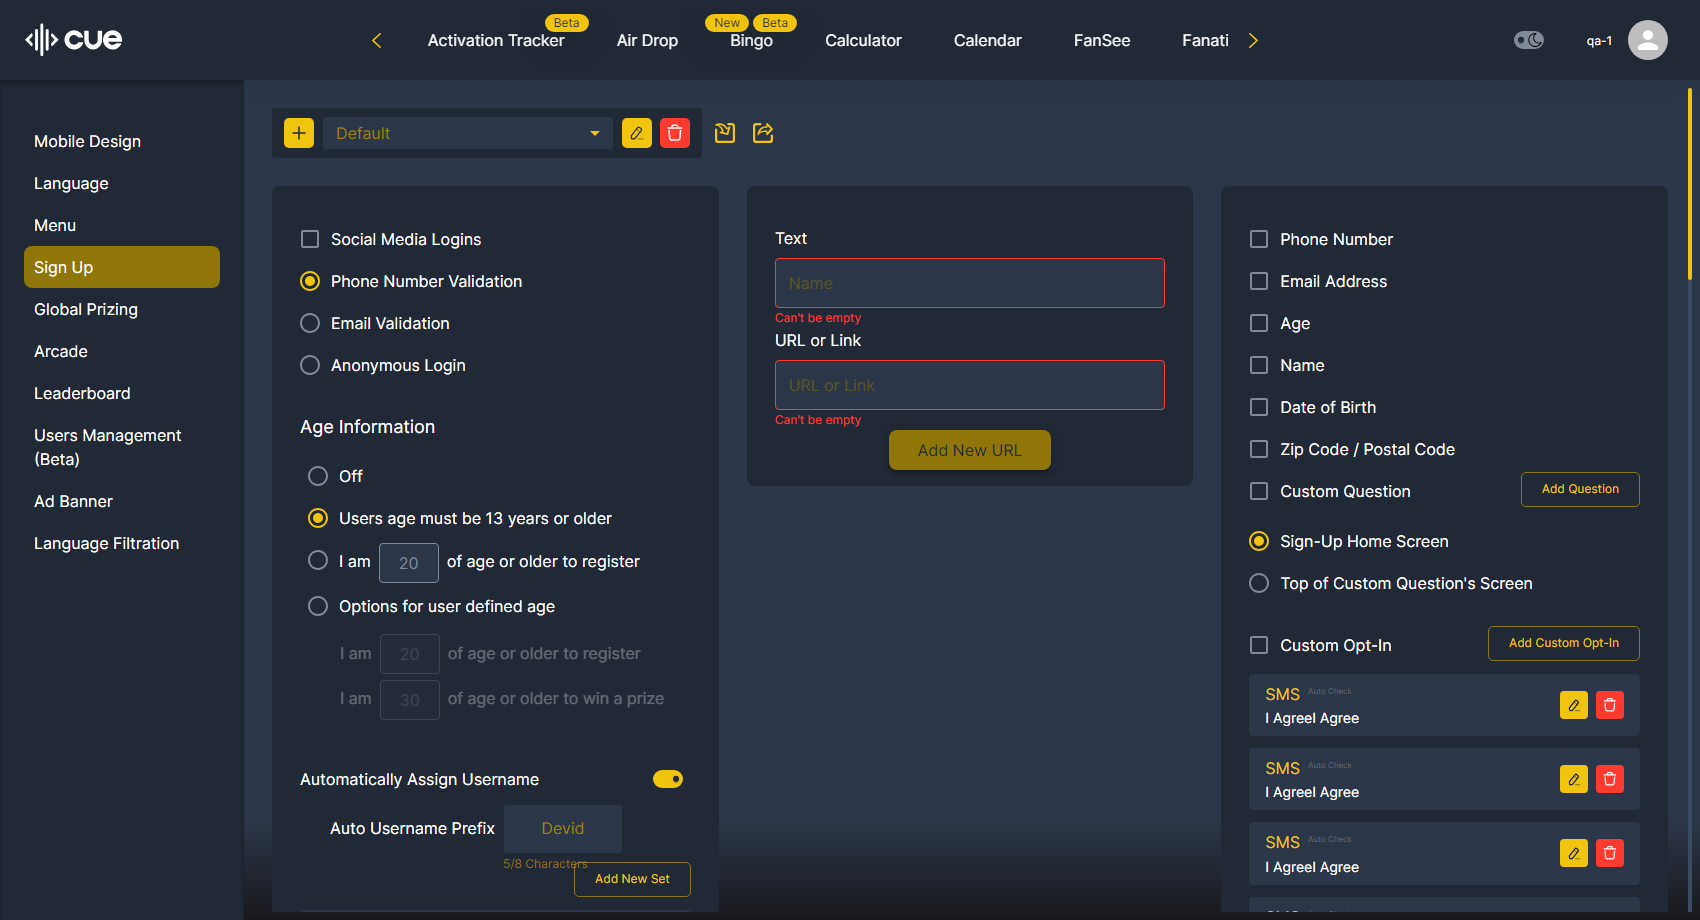 cue
Activation Tracker
Beta
Air Drop
New
Beta
Bingo
Calculator
Calendar
FanSee
Fanati
qa-1
Mobile Design
Language
Menu
Sign Up
Global Prizing
Arcade
Leaderboard
Users Management
(Beta)
Ad Banner
Language Filtration
Default
Social Media Logins
Phone Number Validation
Email Validation
Anonymous Login
Age Information
Off
Users age must be 13 years or older
I am 20 of age or older to register
Options for user defined age
I am 20 of age or older to register
I am 30 of age or older to win a prize
Automatically Assign Username
Auto Username Prefix Devid
5/8 Characters
Add New Set
Text
Name
Can't be empty
URL or Link
URL or Link
Can't be empty
Add New URL
Phone Number
Email Address
Age
Name
Date of Birth
Zip Code / Postal Code
Custom Question
Add Question
Sign-Up Home Screen
Top of Custom Question's Screen
Custom Opt-In
Add Custom Opt-In
SMS Auto Check
I AgreeI Agree
SMS Auto Check
I AgreeI Agree
SMS Auto Check
I AgreeI Agree